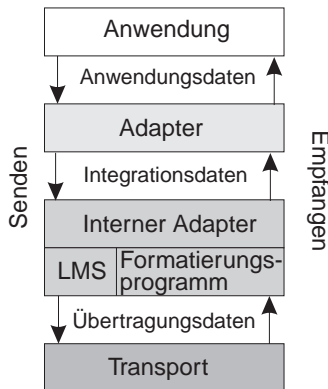 Anwendung
Anwendungsdaten
Adapter
Senden
Integrationsdaten
Empfangen
Interner Adapter
LMS
Formatierungs-
programm
Übertragungsdaten
Transport